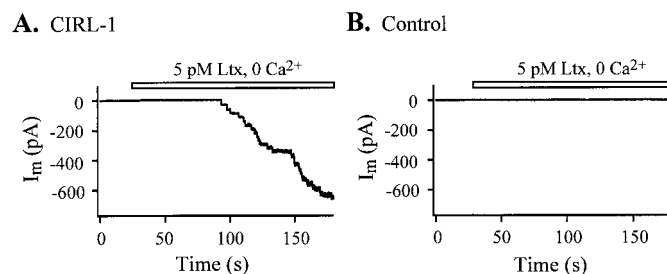 A. CIRL-1
5 pM Ltx, 0 Ca²⁺
0
-200
-400
-600
Iₘ (pA)
0 50 100 150
Time (s)
B. Control
5 pM Ltx, 0 Ca²⁺
0
-200
-400
-600
Iₘ (pA)
0 50 100 150
Time (s)